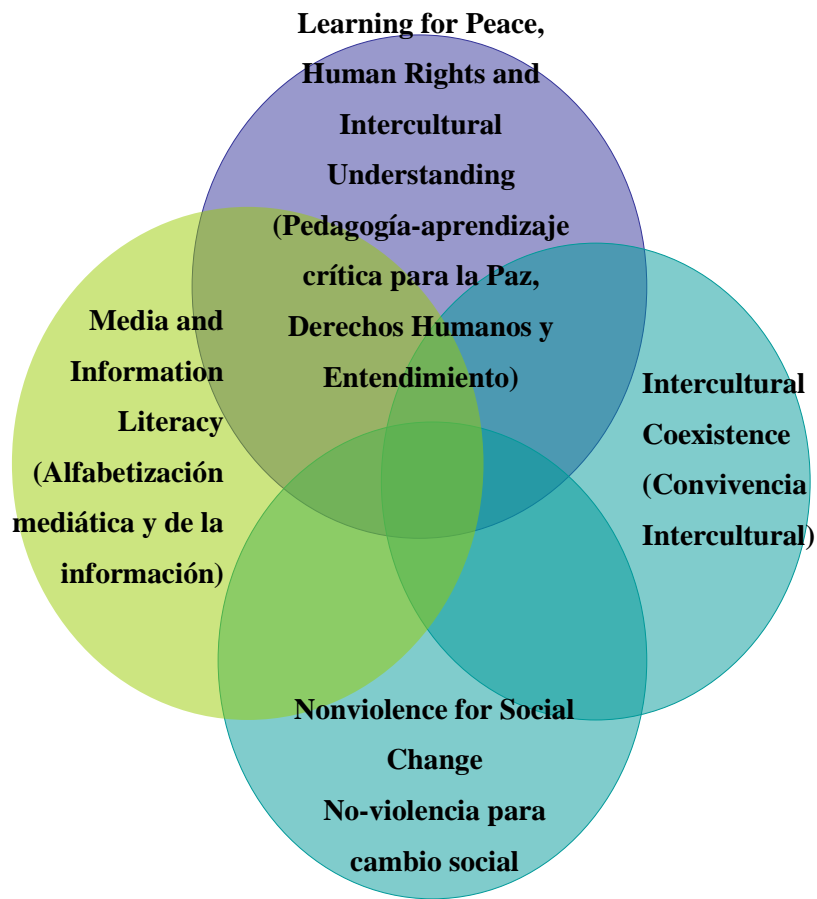 Learning for Peace,
Human Rights and
Intercultural
Understanding
(Pedagogía-aprendizaje
crítica para la Paz,
Derechos Humanos y
Entendimiento)
Media and
Information
Literacy
(Alfabetización
mediática y de la
información)
Intercultural
Coexistence
(Convivencia
Intercultural)
Nonviolence for Social
Change
No-violencia para
cambio social